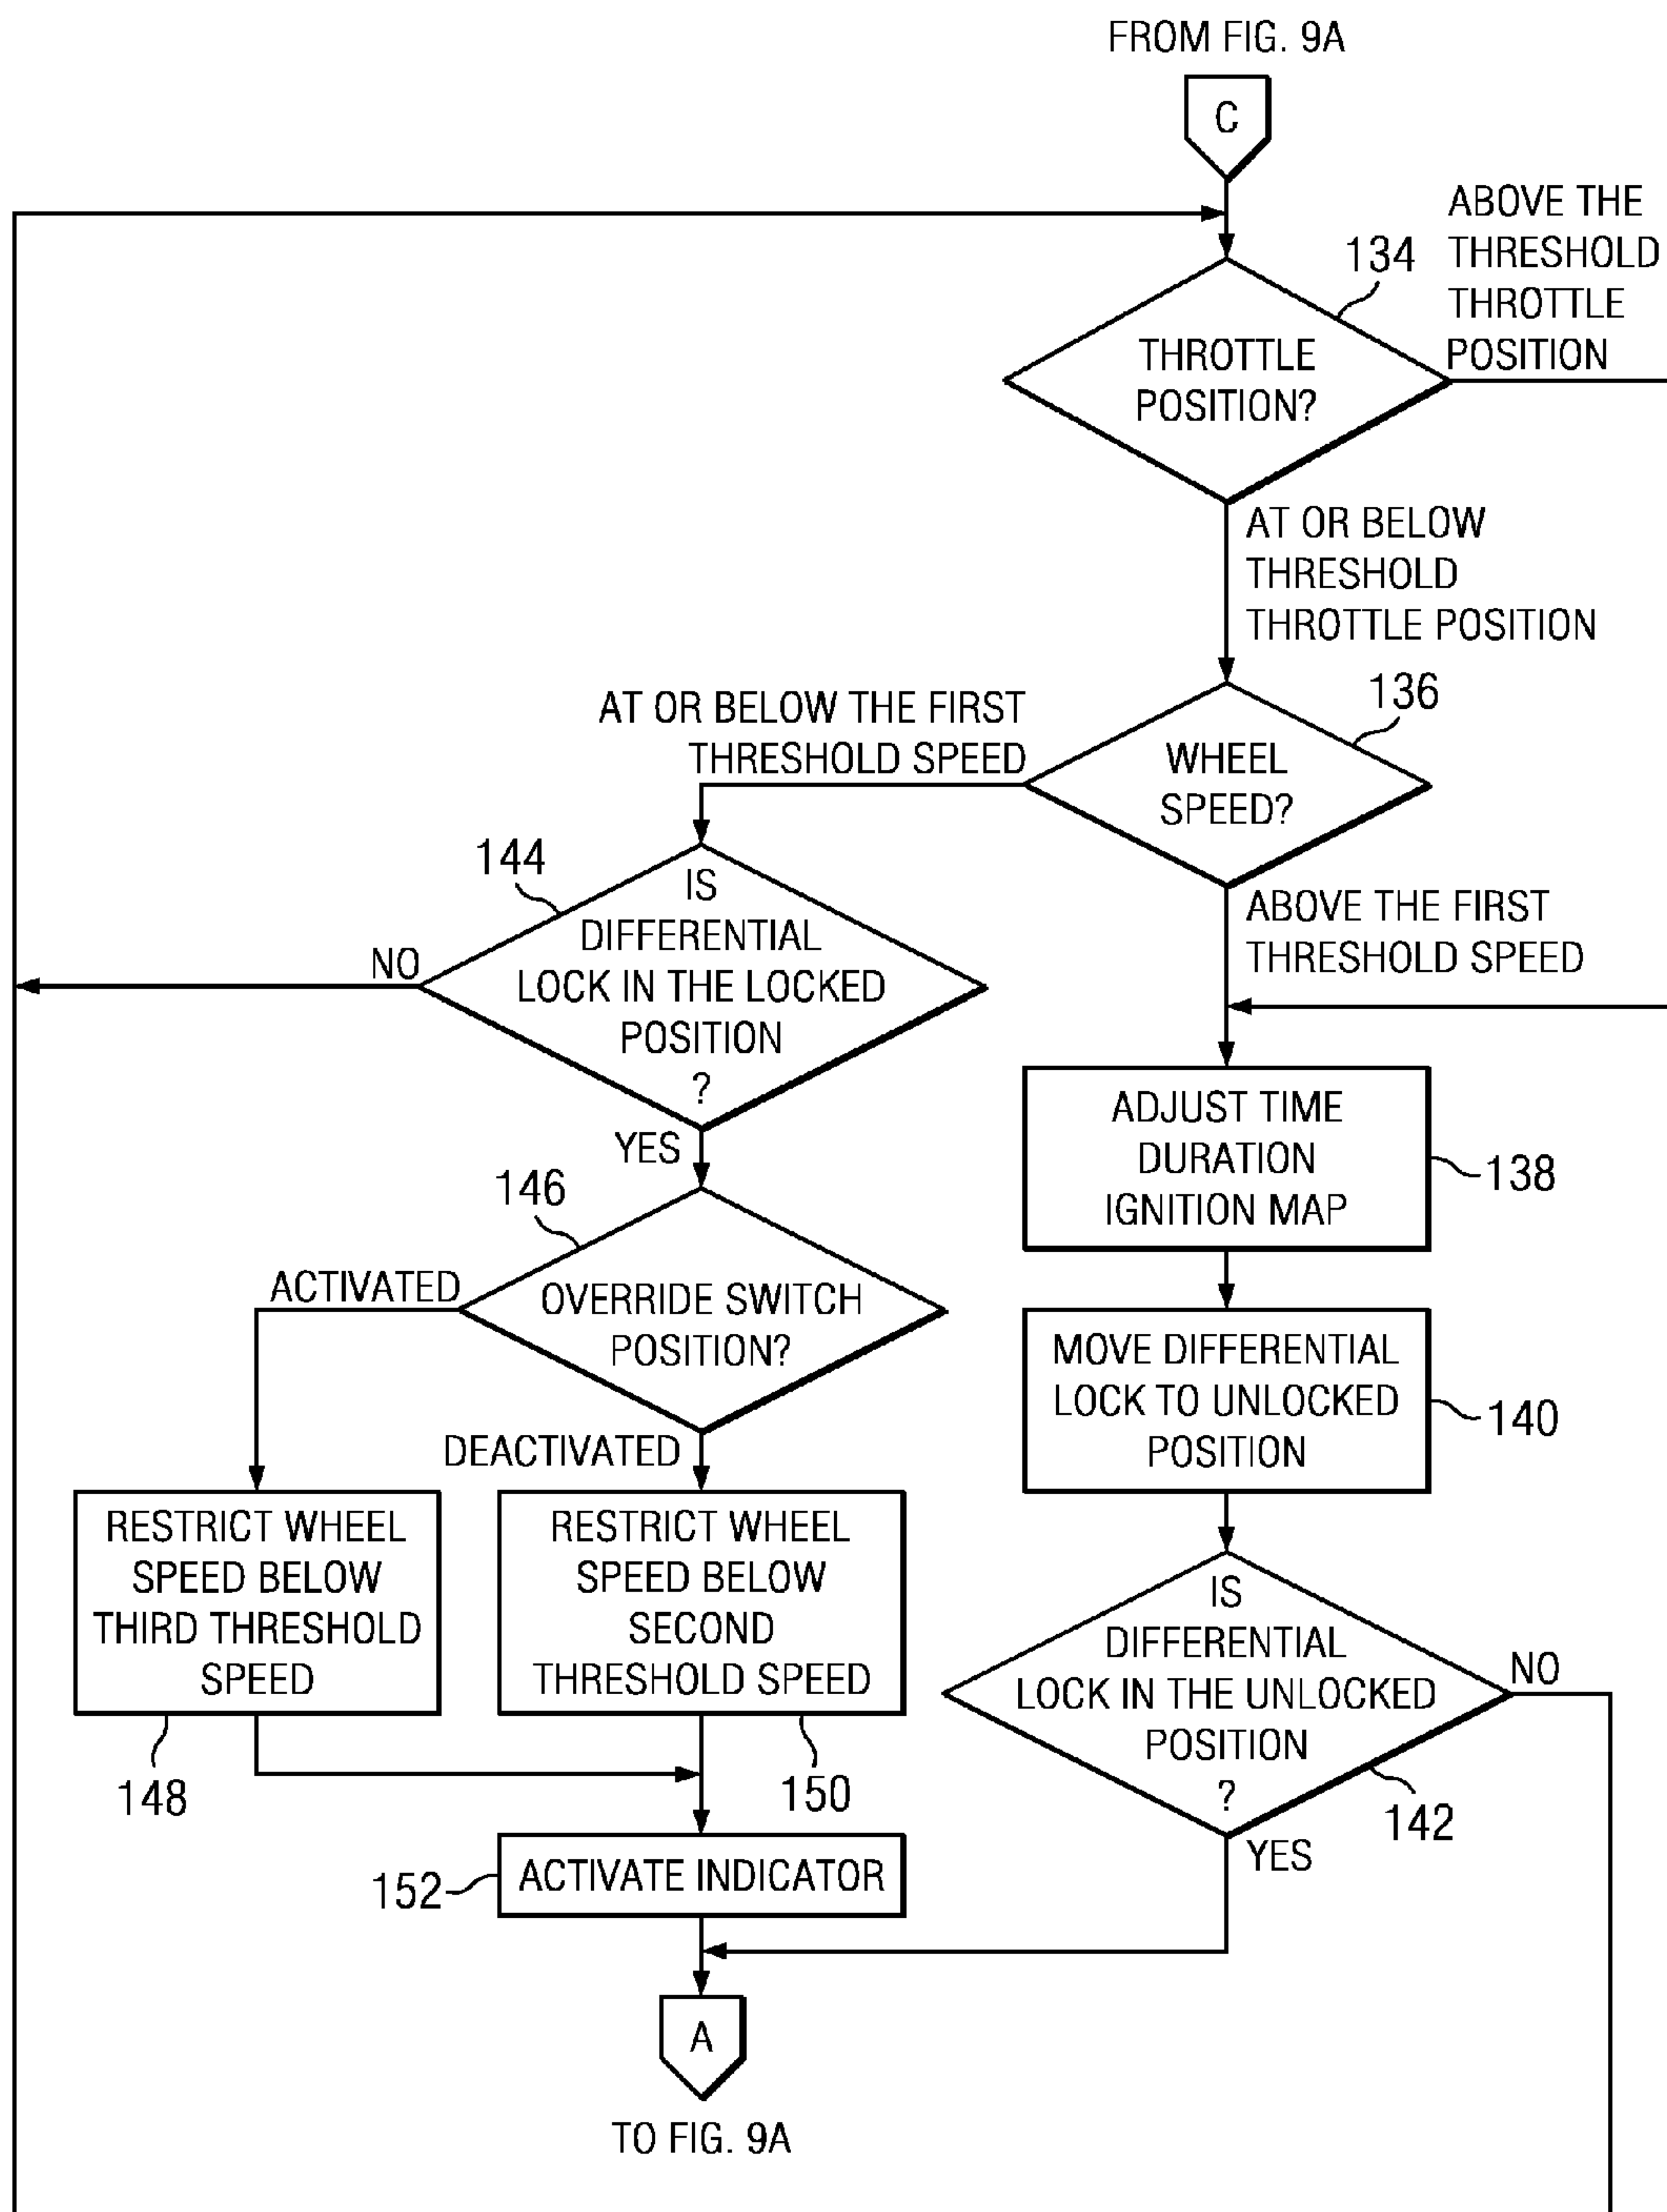 FROM FIG. 9A
C
ABOVE THE
THRESHOLD
THROTTLE
POSITION
134
THROTTLE
POSITION?
AT OR BELOW
THRESHOLD
THROTTLE POSITION
136
AT OR BELOW THE FIRST
THRESHOLD SPEED
WHEEL
SPEED?
144
IS
DIFFERENTIAL
LOCK IN THE LOCKED
POSITION
?
NO
ABOVE THE FIRST
THRESHOLD SPEED
YES
ADJUST TIME
DURATION
IGNITION MAP
138
146
ACTIVATED
OVERRIDE SWITCH
POSITION?
MOVE DIFFERENTIAL
LOCK TO UNLOCKED
POSITION
140
DEACTIVATED
RESTRICT WHEEL
SPEED BELOW
THIRD THRESHOLD
SPEED
148
RESTRICT WHEEL
SPEED BELOW
SECOND
THRESHOLD SPEED
150
IS
DIFFERENTIAL
LOCK IN THE UNLOCKED
POSITION
?
NO
142
YES
152
ACTIVATE INDICATOR
A
TO FIG. 9A